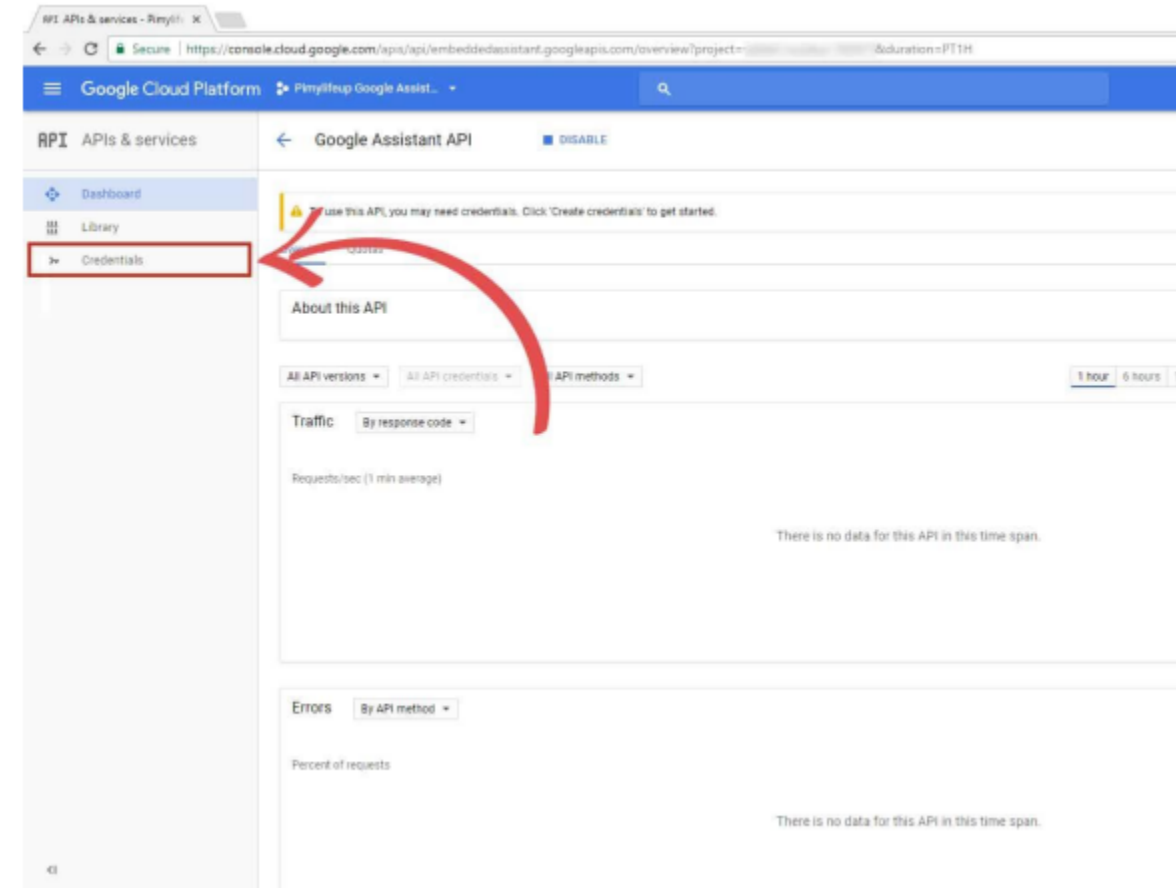 API APIs & services - Pimylif
Secure | https://console.cloud.google.com/apis/api/embeddedassistant.googleapis.com/overview?project= &duration=PT1H
Google Cloud Platform Pimylifeup Google Assist...
API APIs & services
Google Assistant API DISABLE
Dashboard
use this API, you may need credentials. Click 'Create credentials' to get started.
Library
Quotas
Credentials
About this API
All API versions All API credentials API methods
1 hour 6 hours
Traffic By response code
Requests/sec (1 min average)
There is no data for this API in this time span.
Errors By API method
Percent of requests
There is no data for this API in this time span.